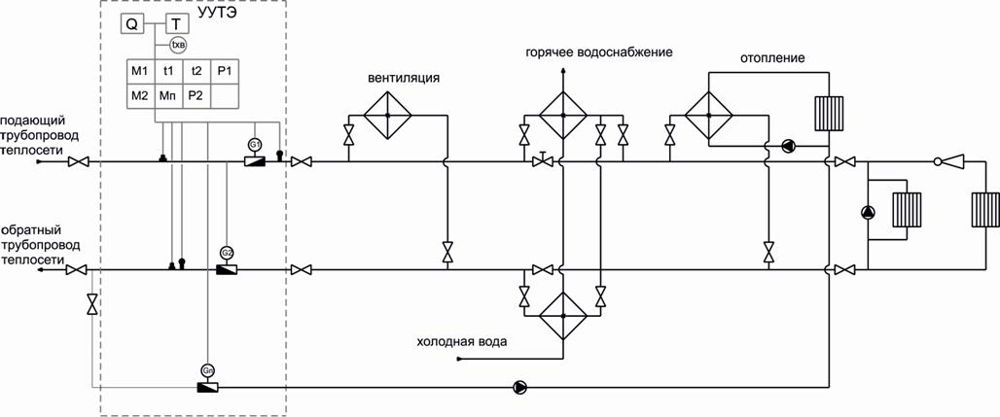 УУТЭ
Q T
tхв
M1 t1 t2 P1
M2 Mп P2
вентиляция
горячее водоснабжение
отопление
подающий
трубопровод
теплосети
G1
обратный
трубопровод
теплосети
G2
холодная вода
Gп